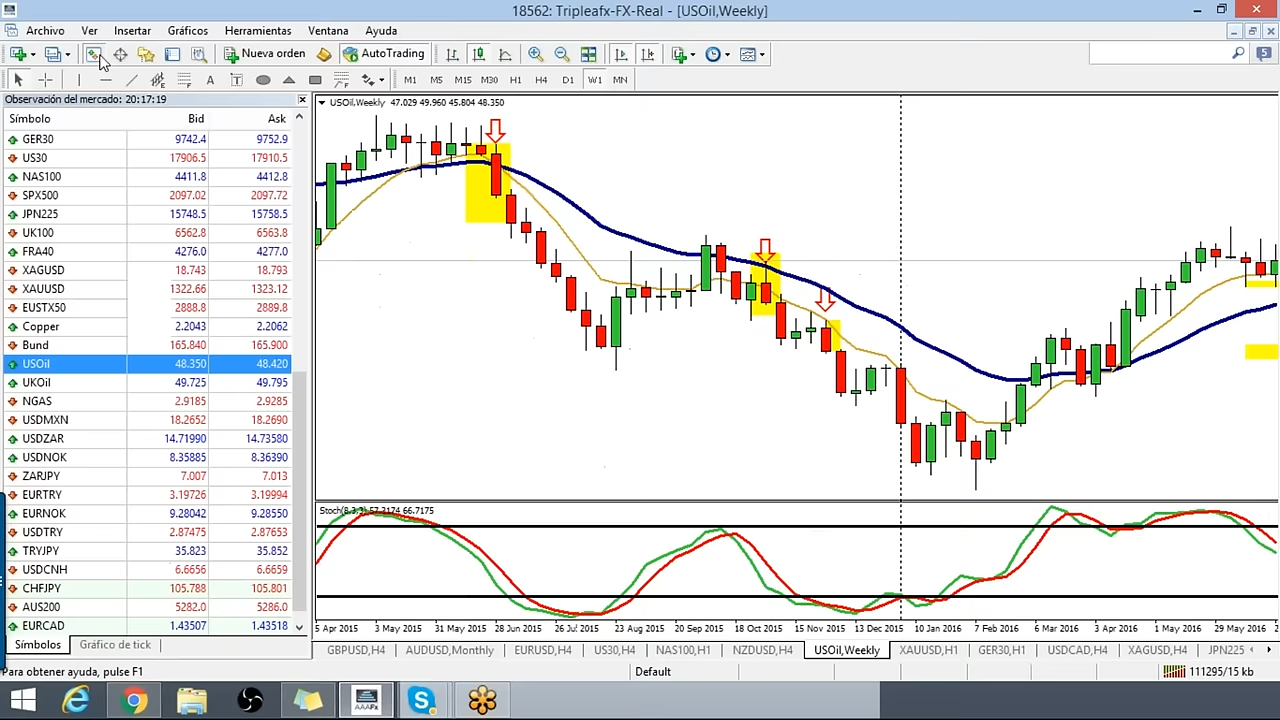 18562: Tripleafx-FX-Real - [USOil,Weekly]
Archivo Ver Insertar Gráficos Herramientas Ventana Ayuda
Nueva orden AutoTrading 5
A T M1 M5 M15 M30 H1 H4 D1 W1 MN
Observación del mercado: 20:17:19
Símbolo Bid Ask
GER30 9742.4 9752.9
US30 17906.5 17910.5
NAS100 4411.8 4412.8
SPX500 2097.02 2097.72
JPN225 15748.5 15758.5
UK100 6562.8 6563.8
FRA40 4276.0 4277.0
XAGUSD 18.743 18.793
XAUUSD 1322.66 1323.12
EUSTX50 2888.8 2889.8
Copper 2.2043 2.2062
Bund 165.840 165.900
USOil 48.350 48.420
UKOil 49.725 49.795
NGAS 2.9185 2.9285
USDMXN 18.2652 18.2690
USDZAR 14.71990 14.73580
USDNOK 8.35885 8.36390
ZARJPY 7.007 7.013
EURTRY 3.19726 3.19994
EURNOK 9.28042 9.28550
USDTRY 2.87475 2.87653
TRYJPY 35.823 35.852
USDCNH 6.6656 6.6659
CHFJPY 105.788 105.801
AUS200 5282.0 5286.0
EURCAD 1.43507 1.43518
Símbolos Gráfico de tick
USOil,Weekly 47.029 49.960 45.804 48.350
Stoch(8,3,3) 57.3174 66.7175
5 Apr 2015 3 May 2015 31 May 2015 28 Jun 2015 26 Jul 2015 23 Aug 2015 20 Sep 2015 18 Oct 2015 15 Nov 2015 13 Dec 2015 10 Jan 2016 7 Feb 2016 6 Mar 2016 3 Apr 2016 1 May 2016 29 May 2016 2
GBPUSD,H4 AUDUSD,Monthly EURUSD,H4 US30,H4 NAS100,H1 NZDUSD,H4 USOil,Weekly XAUUSD,H1 GER30,H1 USDCAD,H4 XAGUSD,H4 JPN225
Para obtener ayuda, pulse F1 Default 111295/15 kb
AAAFx